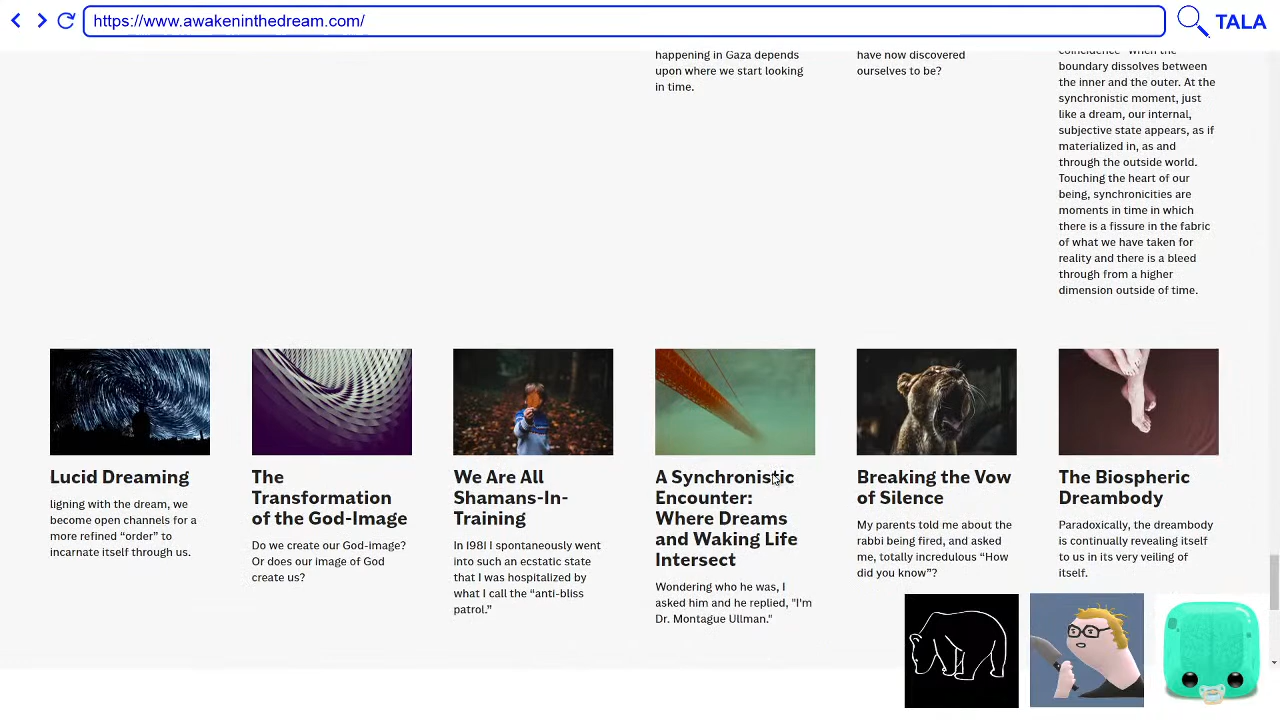 https://www.awakeninthedream.com/
TALA
happening in Gaza depends
upon where we start looking
in time.
have now discovered
ourselves to be?
boundary dissolves between
the inner and the outer. At the
synchronistic moment, just
like a dream, our internal,
subjective state appears, as if
materialized in, as and
through the outside world.
Touching the heart of our
being, synchronicities are
moments in time in which
there is a fissure in the fabric
of what we have taken for
reality and there is a bleed
through from a higher
dimension outside of time.
Lucid Dreaming
ligning with the dream, we
become open channels for a
more refined “order” to
incarnate itself through us.
The
Transformation
of the God-Image
Do we create our God-image?
Or does our image of God
create us?
We Are All
Shamans-In-
Training
In 1981 I spontaneously went
into such an ecstatic state
that I was hospitalized by
what I call the “anti-bliss
patrol.”
A Synchronistic
Encounter:
Where Dreams
and Waking Life
Intersect
Wondering who he was, I
asked him and he replied, "I'm
Dr. Montague Ullman."
Breaking the Vow
of Silence
My parents told me about the
rabbi being fired, and asked
me, totally incredulous “How
did you know”?
The Biospheric
Dreambody
Paradoxically, the dreambody
is continually revealing itself
to us in its very veiling of
itself.